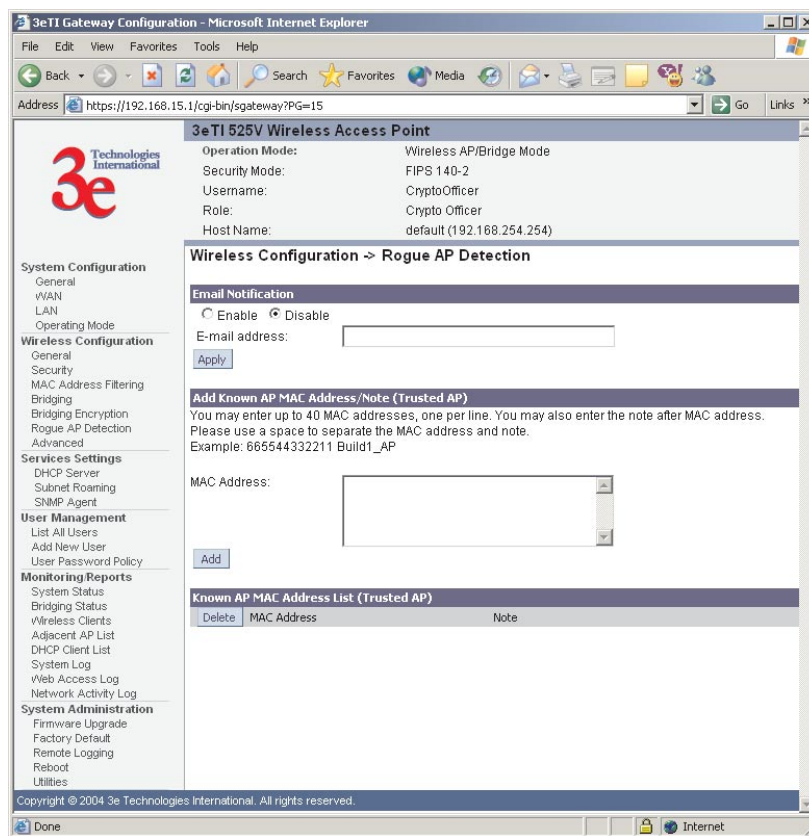 3eTI Gateway Configuration - Microsoft Internet Explorer
File Edit View Favorites Tools Help
Back Search Favorites Media
Address https://192.168.15.1/cgi-bin/sgateway?PG=15 Go Links »
3eTI 525V Wireless Access Point
3e Technologies International
Operation Mode: Wireless AP/Bridge Mode
Security Mode: FIPS 140-2
Username: CryptoOfficer
Role: Crypto Officer
Host Name: default (192.168.254.254)
System Configuration
General
WAN
LAN
Operating Mode
Wireless Configuration
General
Security
MAC Address Filtering
Bridging
Bridging Encryption
Rogue AP Detection
Advanced
Services Settings
DHCP Server
Subnet Roaming
SNMP Agent
User Management
List All Users
Add New User
User Password Policy
Monitoring/Reports
System Status
Bridging Status
Wireless Clients
Adjacent AP List
DHCP Client List
System Log
Web Access Log
Network Activity Log
System Administration
Firmware Upgrade
Factory Default
Remote Logging
Reboot
Utilities
Wireless Configuration -> Rogue AP Detection
Email Notification
Enable Disable
E-mail address:
Apply
Add Known AP MAC Address/Note (Trusted AP)
You may enter up to 40 MAC addresses, one per line. You may also enter the note after MAC address.
Please use a space to separate the MAC address and note.
Example: 665544332211 Build1_AP
MAC Address:
Add
Known AP MAC Address List (Trusted AP)
Delete MAC Address Note
Copyright © 2004 3e Technologies International. All rights reserved.
Done Internet